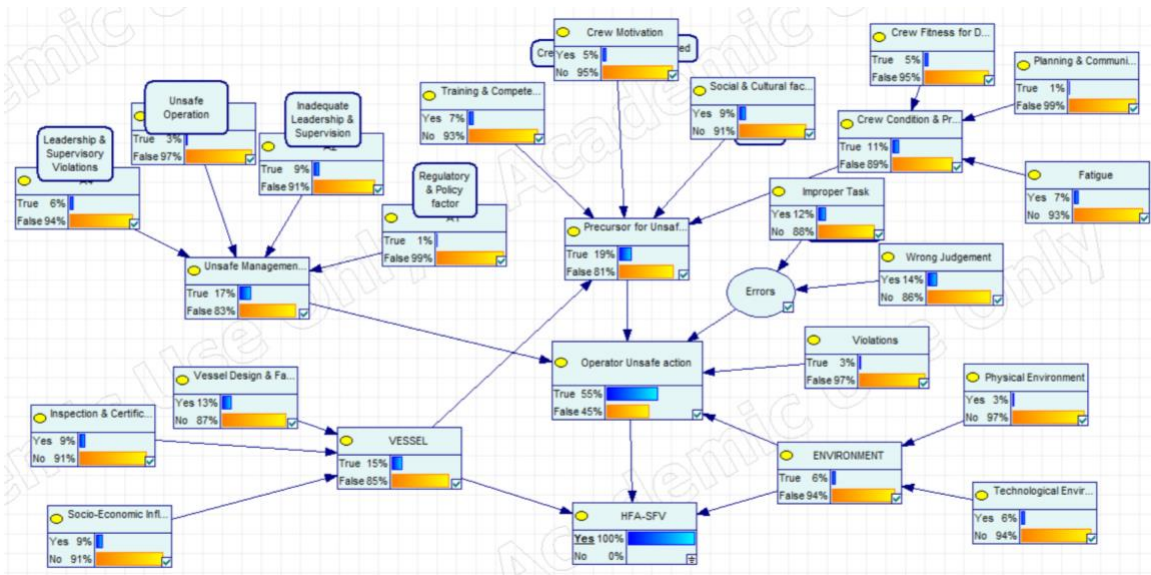 Crew Motivation
Yes 5%
No 95%
Cre
ed
Crew Fitness for D...
True 5%
False 95%
Planning & Communi...
True 1%
False 99%
Unsafe
Operation
True 3%
False 97%
Inadequate
Leadership &
Supervision
A2
True 9%
False 91%
Training & Compete...
Yes 7%
No 93%
Social & Cultural fac...
Yes 9%
No 91%
Crew Condition & Pr...
True 11%
False 89%
Leadership &
Supervisory
Violations
True 6%
False 94%
Regulatory
& Policy
factor
A1
True 1%
False 99%
Fatigue
Yes 7%
No 93%
Improper Task
Yes 12%
No 88%
Precursor for Unsaf...
True 19%
False 81%
Unsafe Managemen...
True 17%
False 83%
Wrong Judgement
Yes 14%
No 86%
Errors
Operator Unsafe action
True 55%
False 45%
Violations
True 3%
False 97%
Vessel Design & Fa...
Yes 13%
No 87%
Physical Environment
Yes 3%
No 97%
Inspection & Certific...
Yes 9%
No 91%
VESSEL
True 15%
False 85%
ENVIRONMENT
True 6%
False 94%
Technological Envir...
Yes 6%
No 94%
Socio-Economic Infl...
Yes 9%
No 91%
HFA-SFV
Yes 100%
No 0%
Academic Use Only